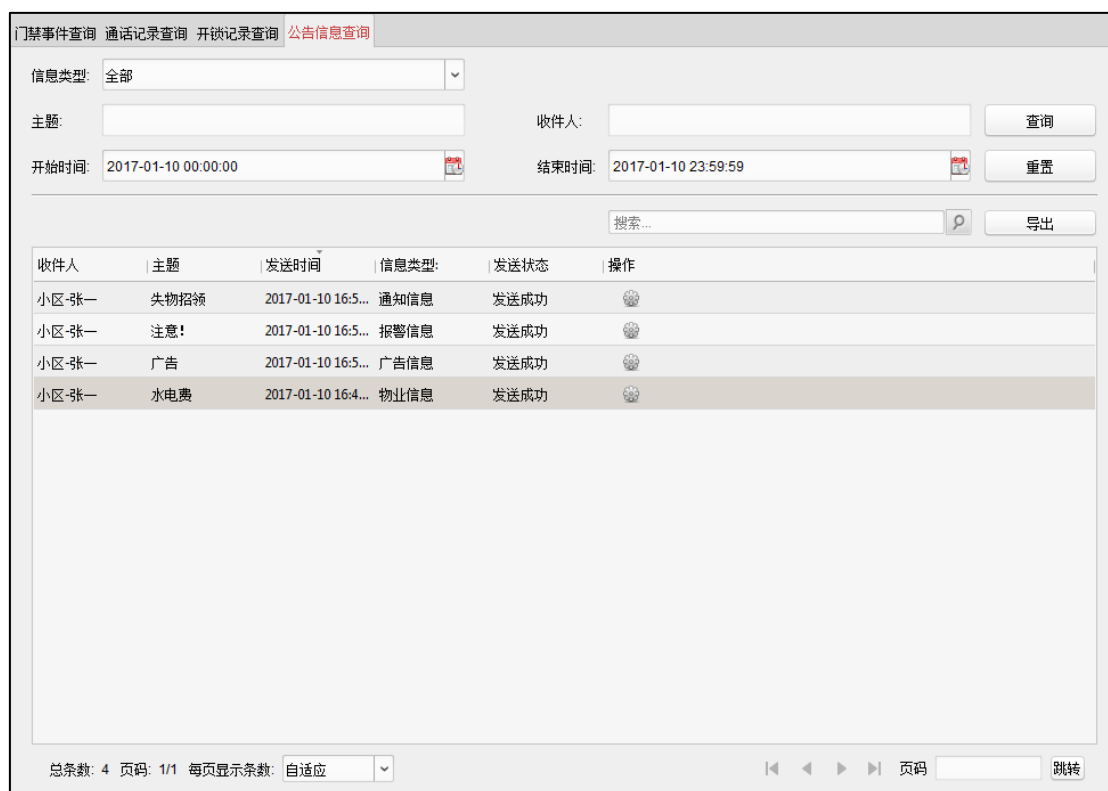 门禁事件查询 通话记录查询 开锁记录查询 公告信息查询
信息类型: 全部
主题: 收件人: 查询
开始时间: 2017-01-10 00:00:00 结束时间: 2017-01-10 23:59:59 重置
搜索... 导出
收件人 主题 发送时间 信息类型: 发送状态 操作
小区-张一 失物招领 2017-01-10 16:5... 通知信息 发送成功
小区-张一 注意! 2017-01-10 16:5... 报警信息 发送成功
小区-张一 广告 2017-01-10 16:5... 广告信息 发送成功
小区-张一 水电费 2017-01-10 16:4... 物业信息 发送成功
总条数: 4 页码: 1/1 每页显示条数: 自适应 页码 跳转